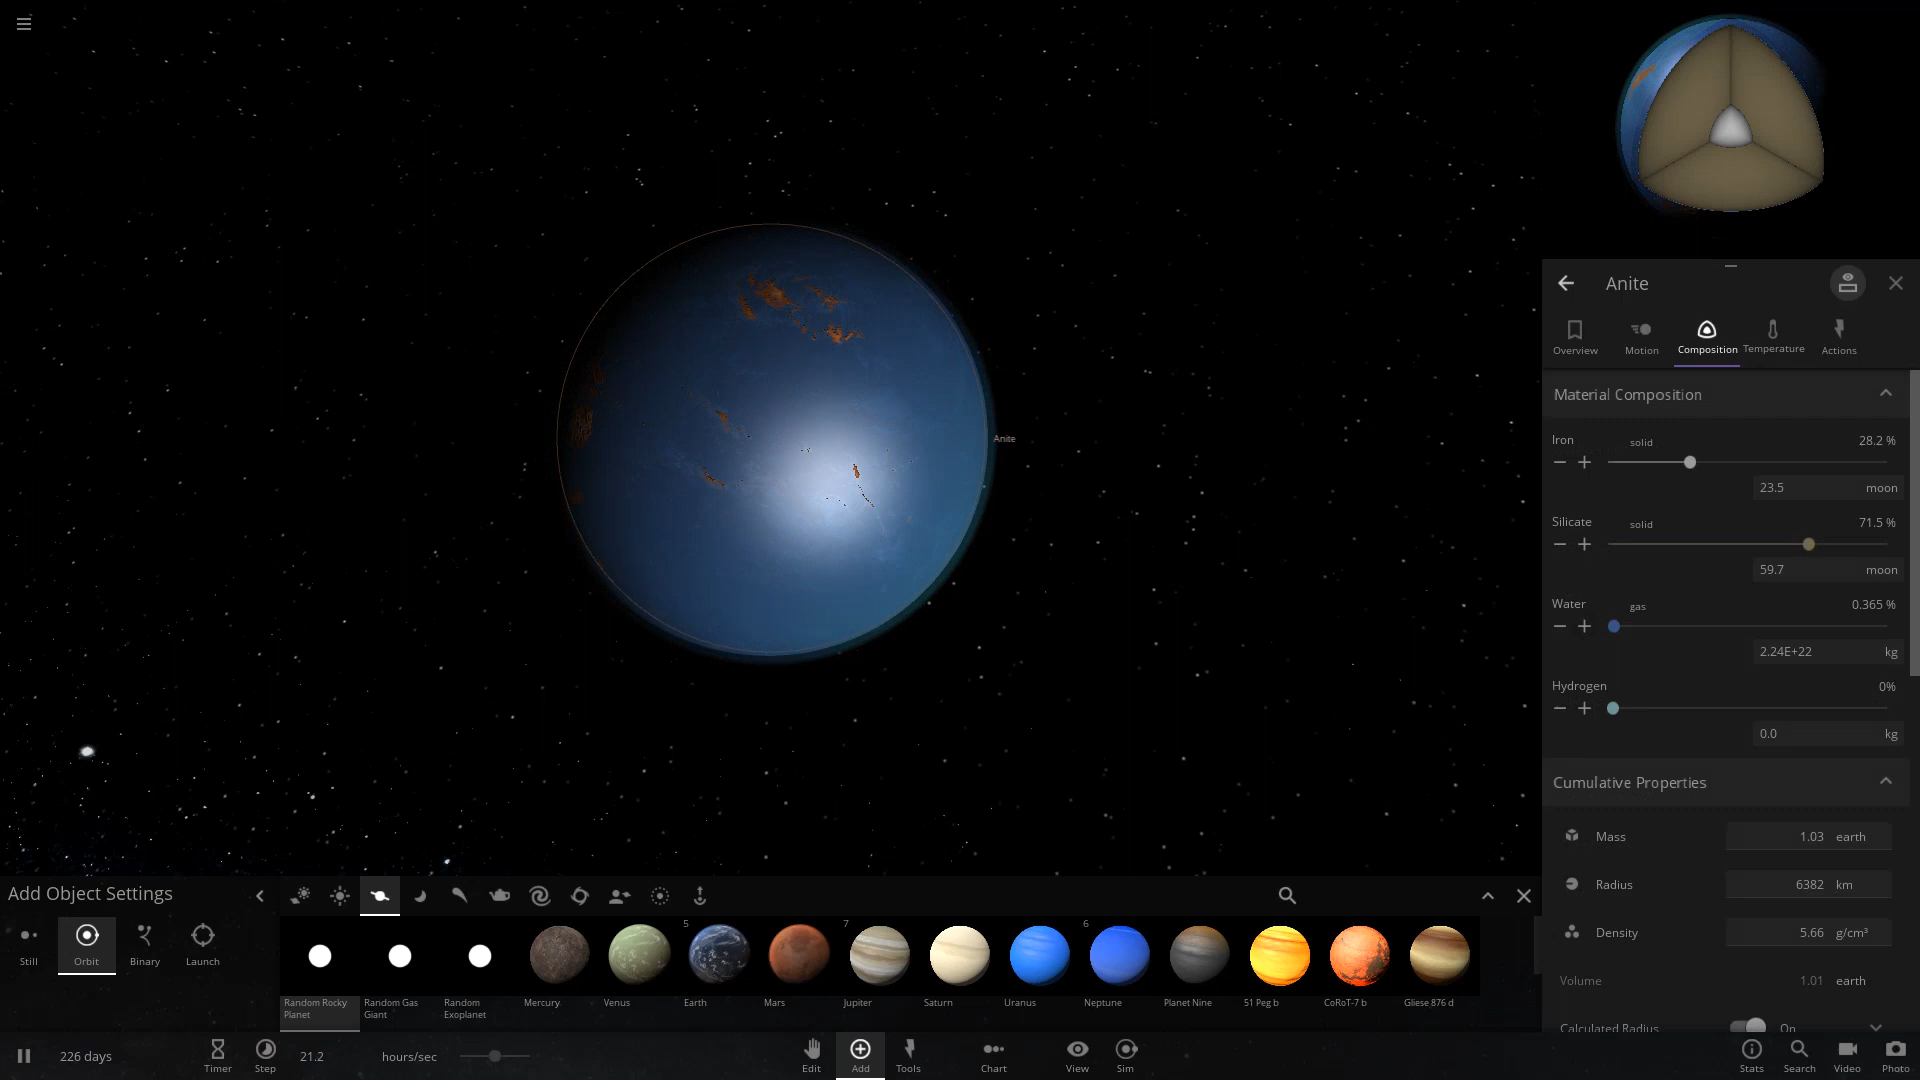 Anite
Anite
Overview
Motion
Composition
Temperature
Actions
Material Composition
Iron solid 28.2 %
23.5 moon
Silicate solid 71.5 %
59.7 moon
Water gas 0.365 %
2.24E+22 kg
Hydrogen 0%
0.0 kg
Cumulative Properties
Mass 1.03 earth
Radius 6382 km
Density 5.66 g/cm³
Volume 1.01 earth
Calculated Radius On
Add Object Settings
Still
Orbit
Binary
Launch
5
7
6
Random Rocky
Planet
Random Gas
Giant
Random
Exoplanet
Mercury
Venus
Earth
Mars
Jupiter
Saturn
Uranus
Neptune
Planet Nine
51 Peg b
CoRoT-7 b
Gliese 876 d
226 days
Timer
Step
21.2 hours/sec
Edit
Add
Tools
Chart
View
Sim
Stats
Search
Video
Photo